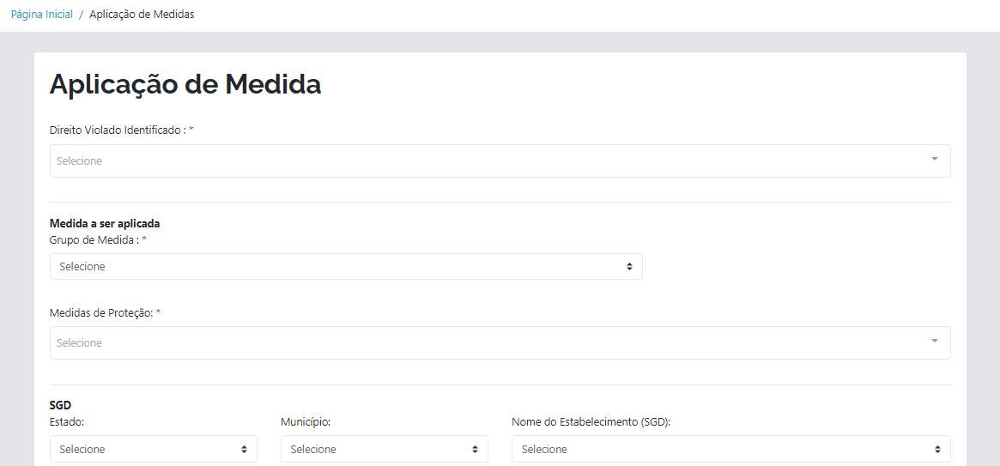 Página Inicial / Aplicação de Medidas
Aplicação de Medida
Direito Violado Identificado : *
Selecione
Medida a ser aplicada
Grupo de Medida : *
Selecione
Medidas de Proteção: *
Selecione
SGD
Estado: Município: Nome do Estabelecimento (SGD):
Selecione Selecione Selecione